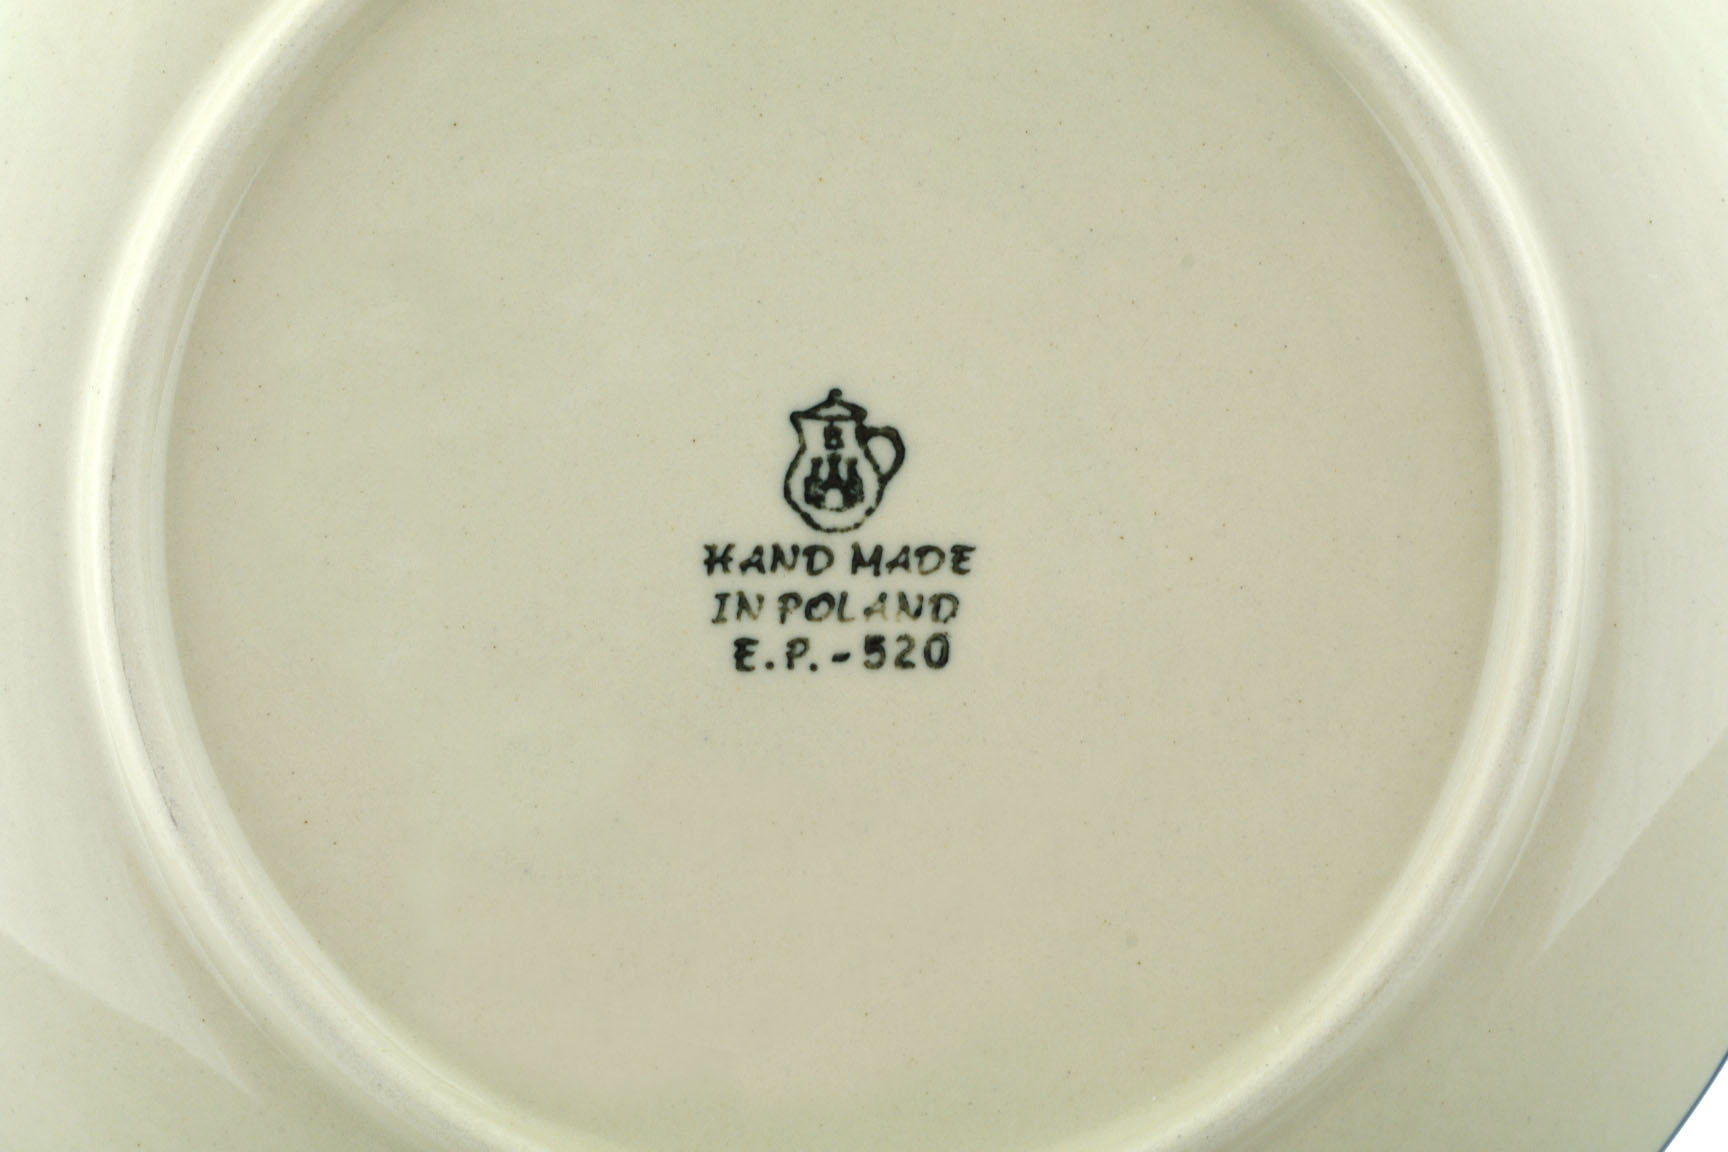 B
HAND MADE
IN POLAND
E.P.-520